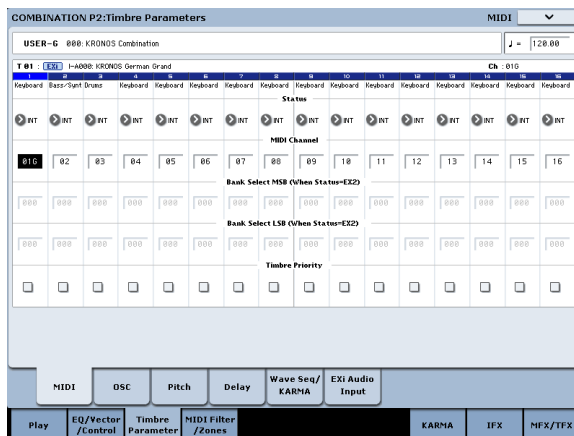 COMBINATION P2:Timbre Parameters MIDI
USER-G 000: KRONOS Combination ♩ = 120.00
T 01 : EXi I-A000: KRONOS German Grand Ch : 01G
1 2 3 4 5 6 7 8 9 10 11 12 13 14 15 16
Keyboard Bass/Synt Drums Keyboard Keyboard Keyboard Keyboard Keyboard Keyboard Keyboard Keyboard Keyboard Keyboard Keyboard Keyboard Keyboard
Status
INT INT INT INT INT INT INT INT INT INT INT INT INT INT INT INT
MIDI Channel
01G 02 03 04 05 06 07 08 09 10 11 12 13 14 15 16
Bank Select MSB (When Status=EX2)
000 000 000 000 000 000 000 000 000 000 000 000 000 000 000 000
Bank Select LSB (When Status=EX2)
000 000 000 000 000 000 000 000 000 000 000 000 000 000 000 000
Timbre Priority
MIDI OSC Pitch Delay Wave Seq/ KARMA EXi Audio Input
Play EQ/Vector /Control Timbre Parameter MIDI Filter /Zones KARMA IFX MFX/TFX